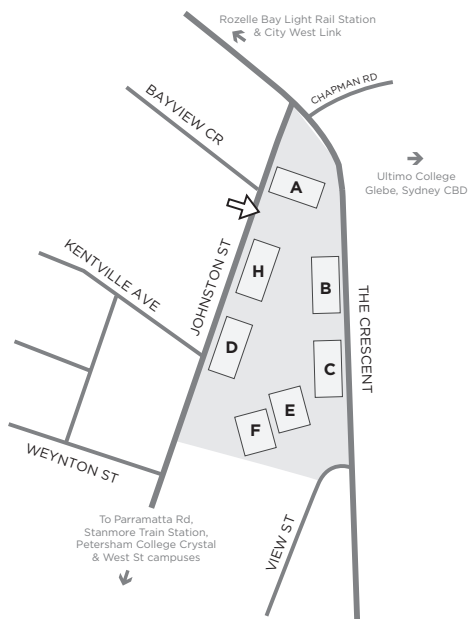 Rozelle Bay Light Rail Station
& City West Link
CHAPMAN RD
BAYVIEW CR
A
Ultimo College
Glebe, Sydney CBD
KENTVILLE AVE
JOHNSTON ST
H
B
THE CRESCENT
D
C
E
F
WEYNTON ST
To Parramatta Rd,
Stanmore Train Station,
Petersham College Crystal
& West St campuses
VIEW ST